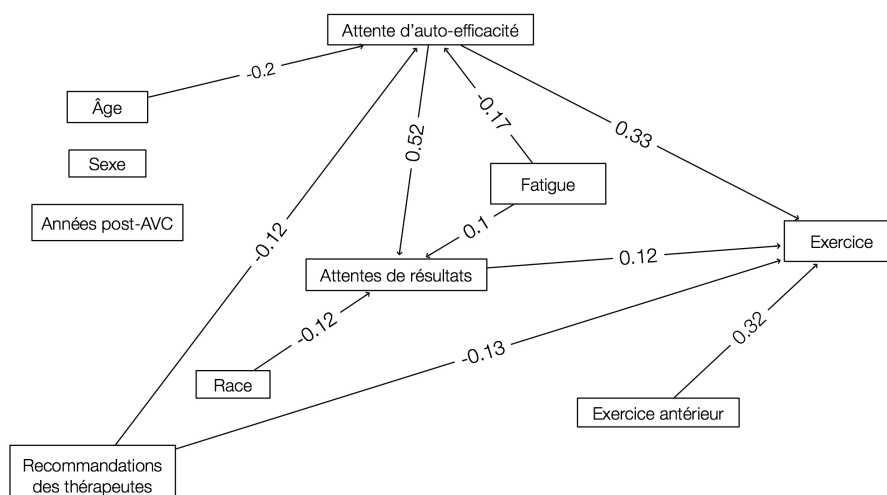 Attente d'auto-efficacité
-0.2
Âge
-0.17
0.52
0.33
Sexe
Fatigue
Années post-AVC
0.1
Exercice
-0.12
0.12
Attentes de résultats
-0.12
0.32
-0.13
Race
Exercice antérieur
Recommandations
des thérapeutes